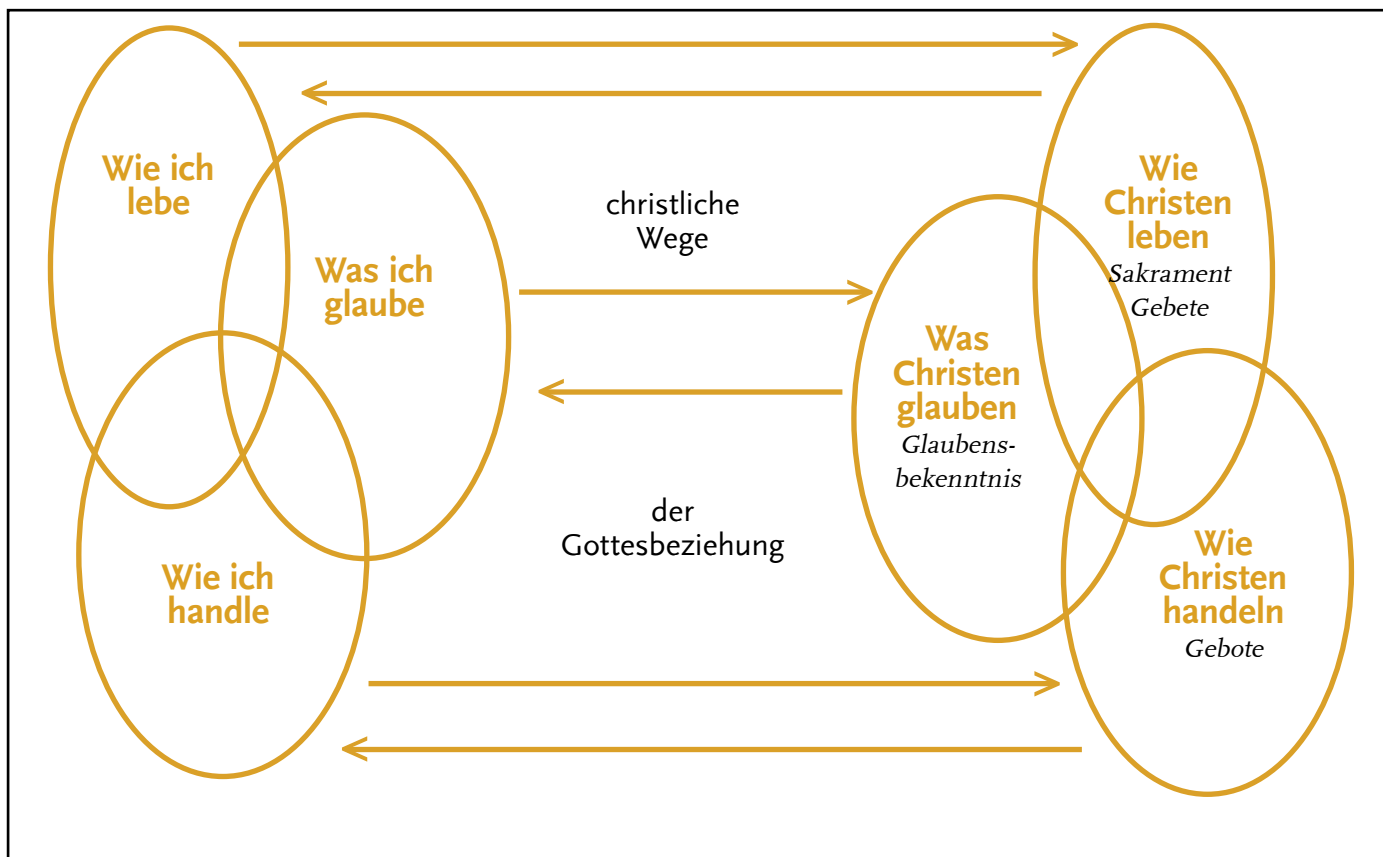 Wie ich
lebe
Was ich
glaube
Wie ich
handle
christliche
Wege
der
Gottesbeziehung
Was
Christen
glauben
Glaubens-
bekenntnis
Wie
Christen
leben
Sakrament
Gebete
Wie
Christen
handeln
Gebote